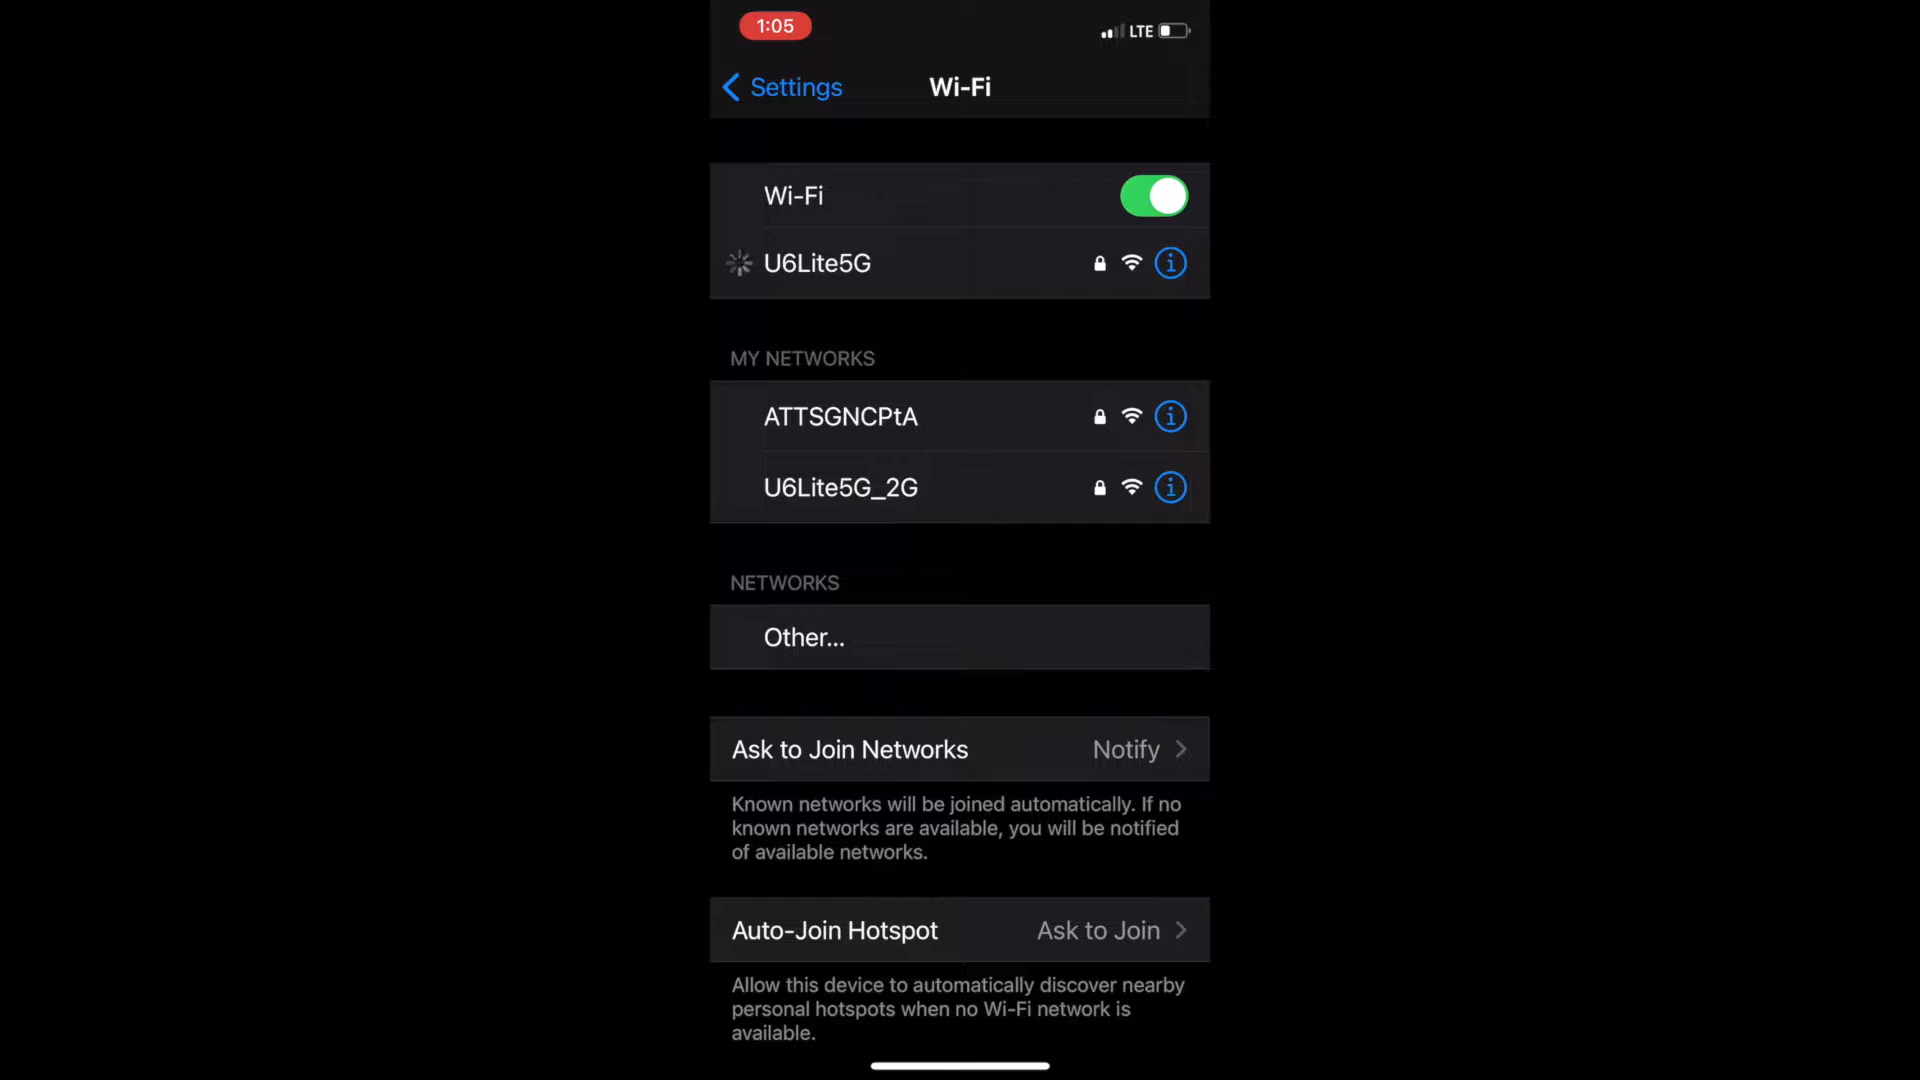 1:05 LTE
Settings Wi-Fi
Wi-Fi
U6Lite5G
MY NETWORKS
ATTSGNCPtA
U6Lite5G_2G
NETWORKS
Other...
Ask to Join Networks Notify
Known networks will be joined automatically. If no
known networks are available, you will be notified
of available networks.
Auto-Join Hotspot Ask to Join
Allow this device to automatically discover nearby
personal hotspots when no Wi-Fi network is
available.